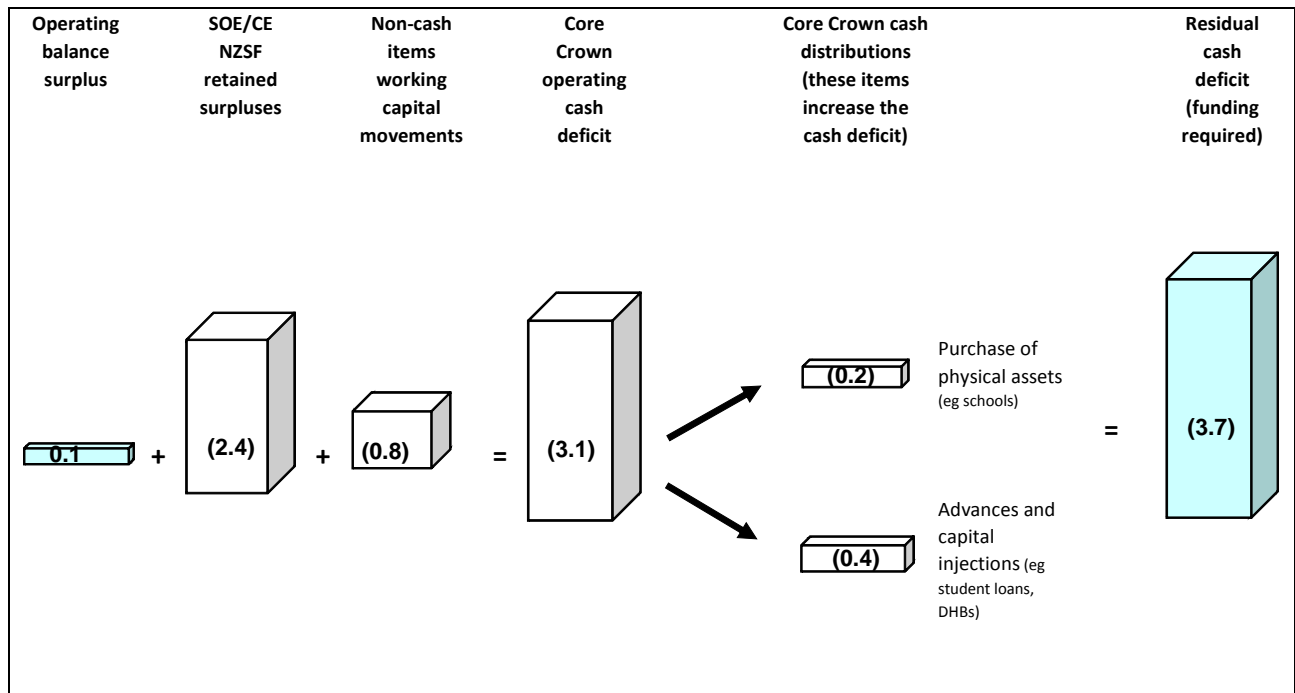 Operating
balance
surplus
SOE/CE
NZSF
retained
surpluses
Non-cash
items
working
capital
movements
Core
Crown
operating
cash
deficit
Core Crown cash
distributions
(these items
increase the
cash deficit)
Residual
cash
deficit
(funding
required)
0.1
+
(2.4)
+
(0.8)
=
(3.1)
(0.2)
Purchase of
physical assets
(eg schools)
(0.4)
Advances and
capital
injections (eg
student loans,
DHBs)
=
(3.7)